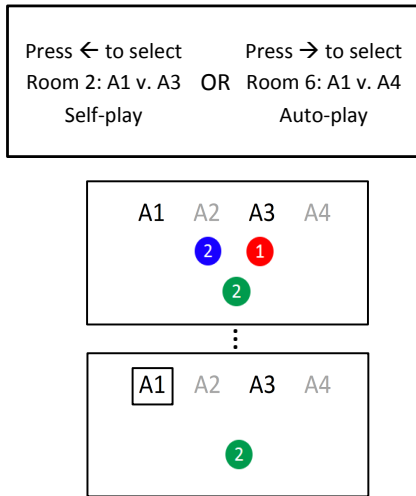 Press ← to select
Room 2: A1 v. A3
Self-play
OR
Press → to select
Room 6: A1 v. A4
Auto-play
A1 A2 A3 A4
2 1
2
A1 A2 A3 A4
2